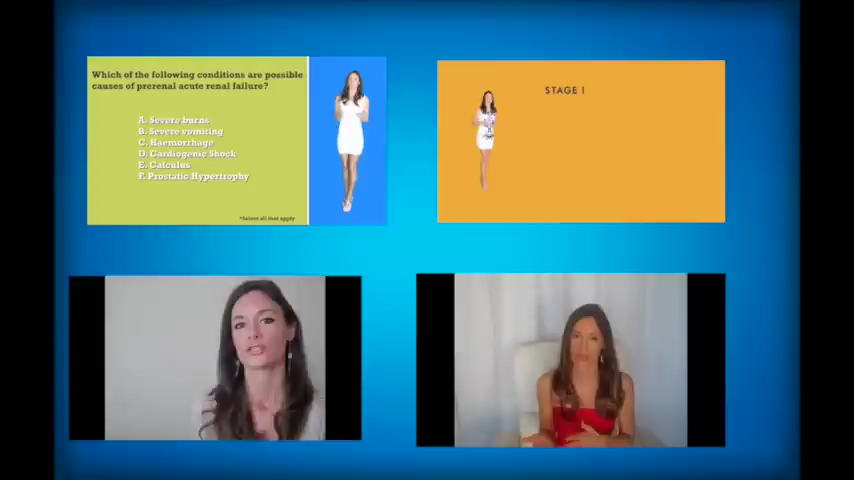 Which of the following conditions are possible
causes of prerenal acute renal failure?
A. Severe burns
B. Severe vomiting
C. Haemorrhage
D. Cardiogenic Shock
E. Calculus
F. Prostatic Hypertrophy
*Select all that apply
STAGE 1